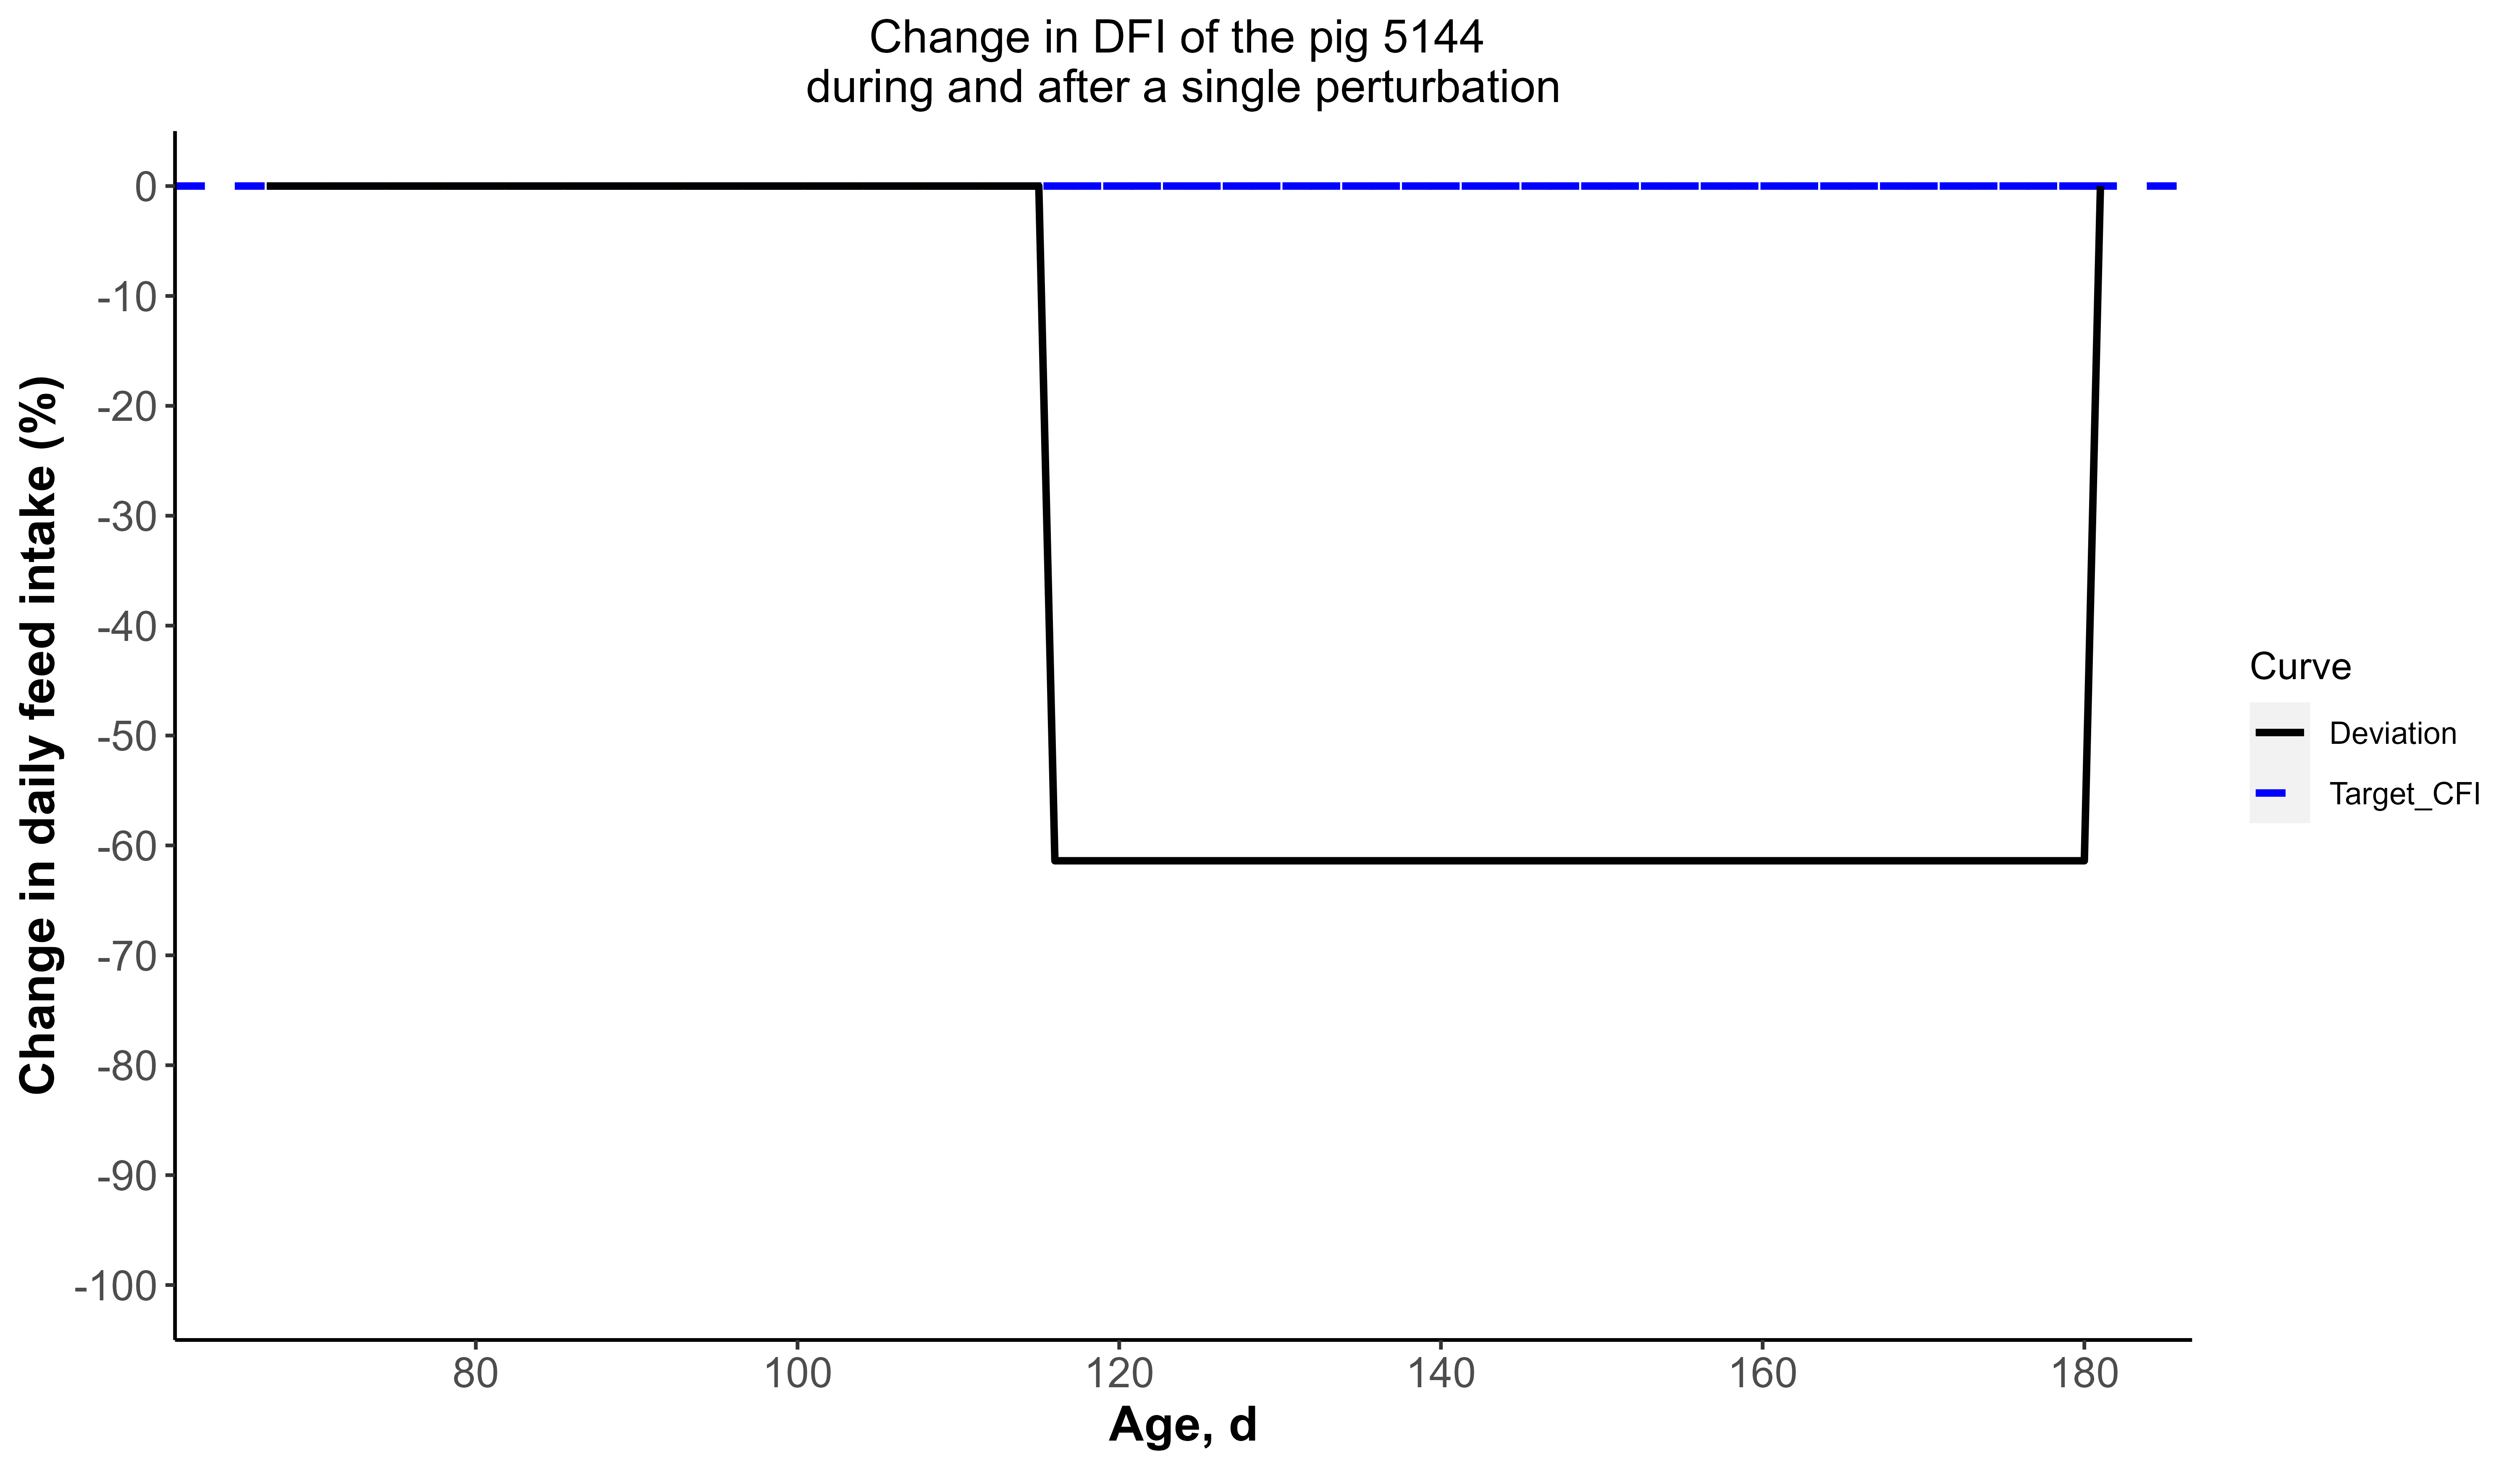 Change in DFI of the pig 5144
during and after a single perturbation
Change in daily feed intake (%)
0
-10
-20
-30
-40
-50
-60
-70
-80
-90
-100
80
100
120
140
160
180
Age, d
Curve
Deviation
Target_CFI